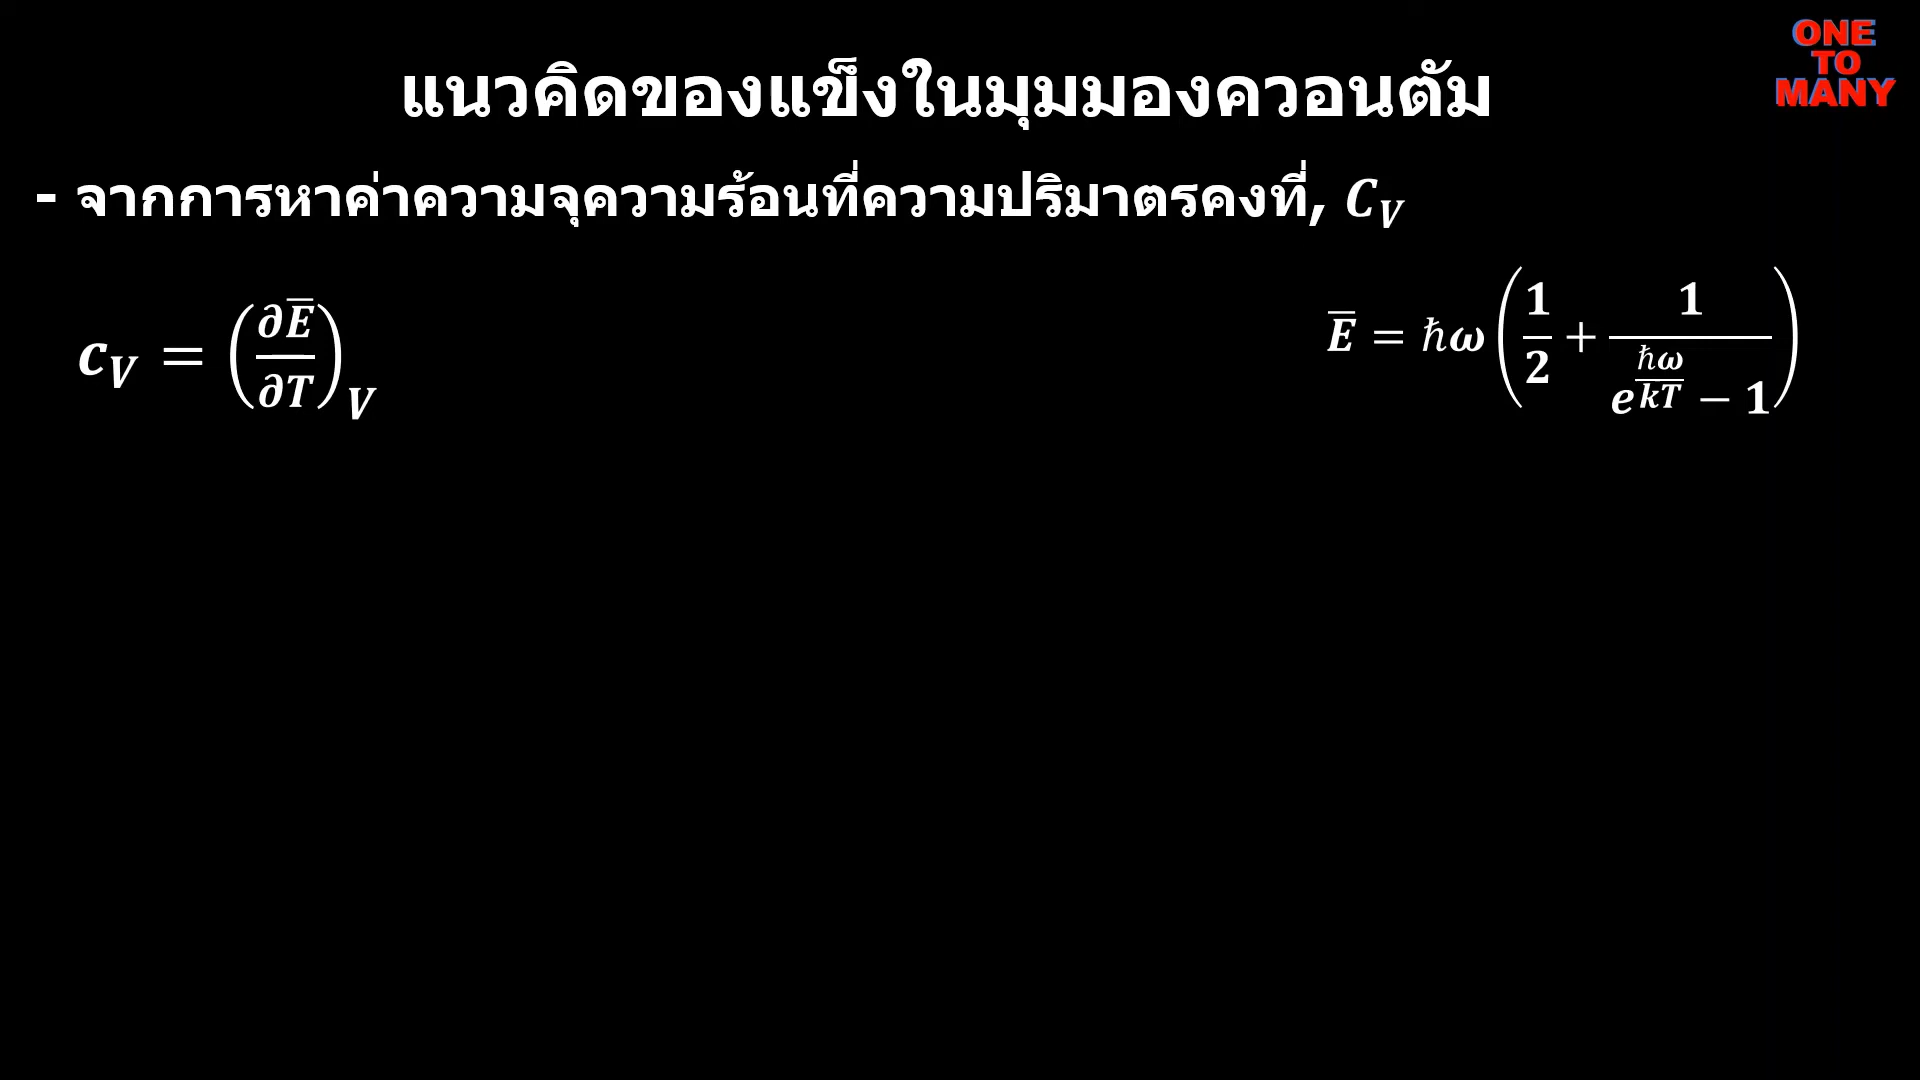 ONE
TO
MANY
แนวคิดของแข็งในมุมมองควอนตัม
- จากการหาค่าความจุความร้อนที่ความปริมาตรคงที่, C_V
c_V = (∂E̅/∂T)_V
E̅ = ℏω(1/2 + 1/(e^(ℏω/kT) − 1))